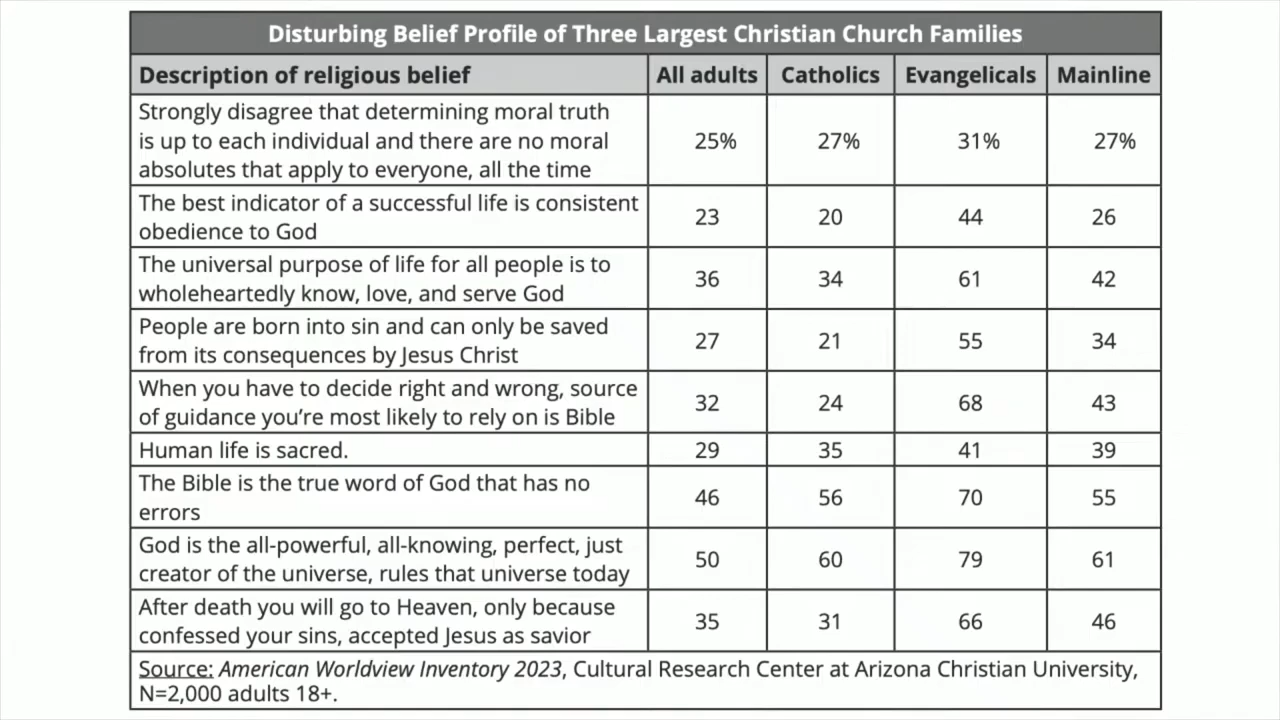 Disturbing Belief Profile of Three Largest Christian Church Families
Description of religious belief All adults Catholics Evangelicals Mainline
Strongly disagree that determining moral truth
is up to each individual and there are no moral 25% 27% 31% 27%
absolutes that apply to everyone, all the time
The best indicator of a successful life is consistent
obedience to God 23 20 44 26
The universal purpose of life for all people is to
wholeheartedly know, love, and serve God 36 34 61 42
People are born into sin and can only be saved
from its consequences by Jesus Christ 27 21 55 34
When you have to decide right and wrong, source
of guidance you’re most likely to rely on is Bible 32 24 68 43
Human life is sacred. 29 35 41 39
The Bible is the true word of God that has no
errors 46 56 70 55
God is the all-powerful, all-knowing, perfect, just
creator of the universe, rules that universe today 50 60 79 61
After death you will go to Heaven, only because
confessed your sins, accepted Jesus as savior 35 31 66 46
Source: American Worldview Inventory 2023, Cultural Research Center at Arizona Christian University,
N=2,000 adults 18+.